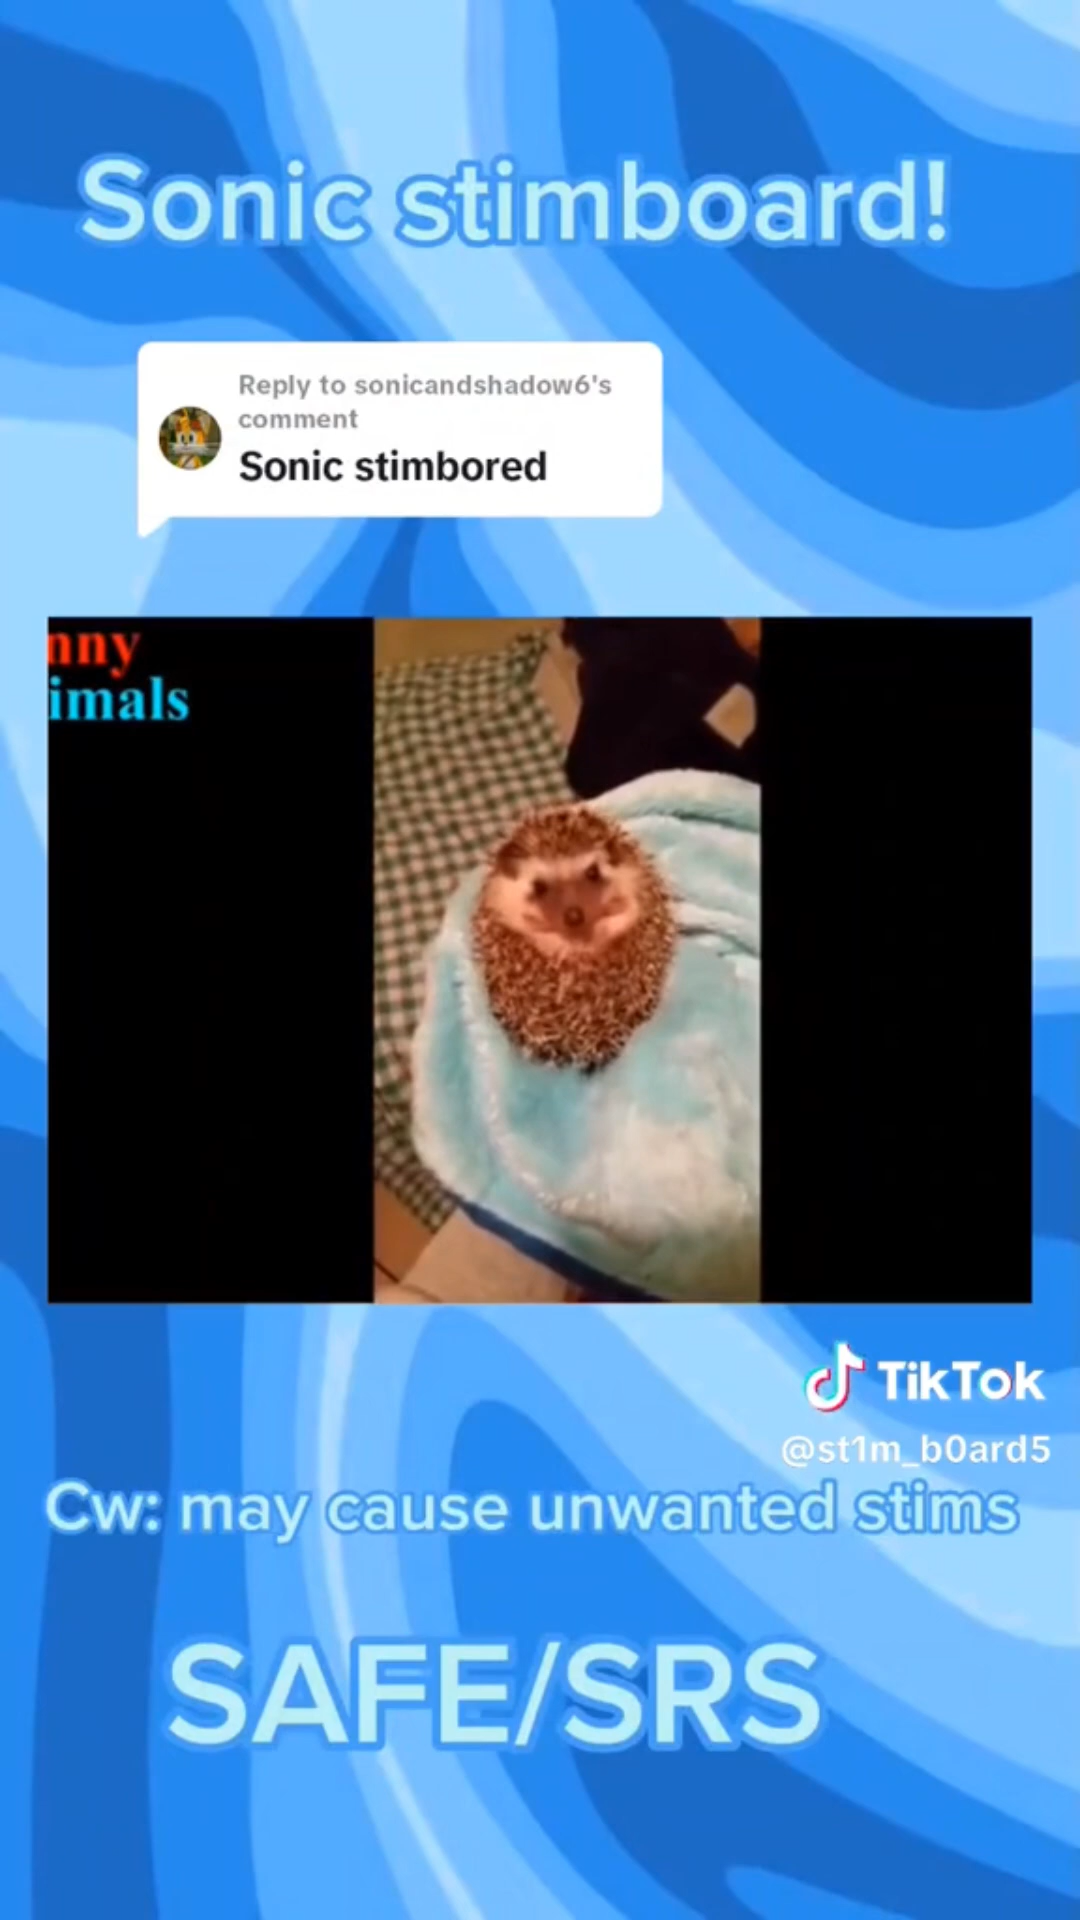 Sonic stimboard!
Reply to sonicandshadow6's
comment
Sonic stimbored
nny
imals
TikTok
@st1m_b0ard5
Cw: may cause unwanted stims
SAFE/SRS